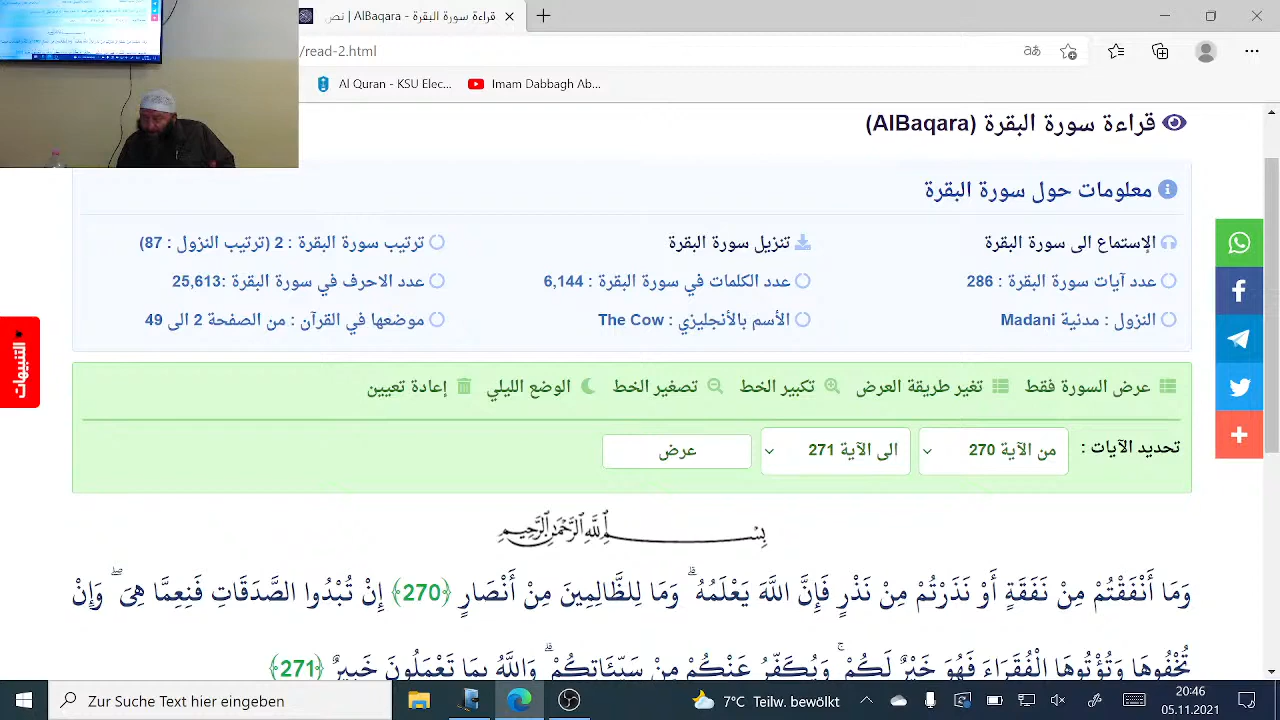 قراءة سورة البقرة - AlBaqara |
/read-2.html
Al Quran - KSU Elec...
Imam Dabbagh Ab...
قراءة سورة البقرة (AlBaqara)
معلومات حول سورة البقرة
الإستماع الى سورة البقرة
تنزيل سورة البقرة
ترتيب سورة البقرة : 2 (ترتيب النزول : 87)
عدد آيات سورة البقرة : 286
عدد الكلمات في سورة البقرة : 6,144
عدد الاحرف في سورة البقرة :25,613
النزول : مدنية Madani
الأسم بالأنجليزي : The Cow
موضعها في القرآن : من الصفحة 2 الى 49
التنبيهات
عرض السورة فقط
تغير طريقة العرض
تكبير الخط
تصغير الخط
الوضع الليلي
إعادة تعيين
تحديد الآيات :
من الآية 270
الى الآية 271
عرض
بِسْمِ اللَّهِ الرَّحْمَٰنِ الرَّحِيمِ
وَمَا أَنْفَقْتُمْ مِنْ نَفَقَةٍ أَوْ نَذَرْتُمْ مِنْ نَذْرٍ فَإِنَّ اللَّهَ يَعْلَمُهُ ۗ وَمَا لِلظَّالِمِينَ مِنْ أَنْصَارٍ ﴿270﴾ إِنْ تُبْدُوا الصَّدَقَاتِ فَنِعِمَّا هِىَ ۖ وَإِنْ
تُخْفُوهَا وَتُؤْتُوهَا الْفُقَرَاءَ فَهُوَ خَيْرٌ لَكُمْ ۚ وَيُكَفِّرُ عَنْكُمْ مِنْ سَيِّئَاتِكُمْ ۗ وَاللَّهُ بِمَا تَعْمَلُونَ خَبِيرٌ ﴿271﴾
Zur Suche Text hier eingeben
7°C Teilw. bewölkt
20:46
05.11.2021